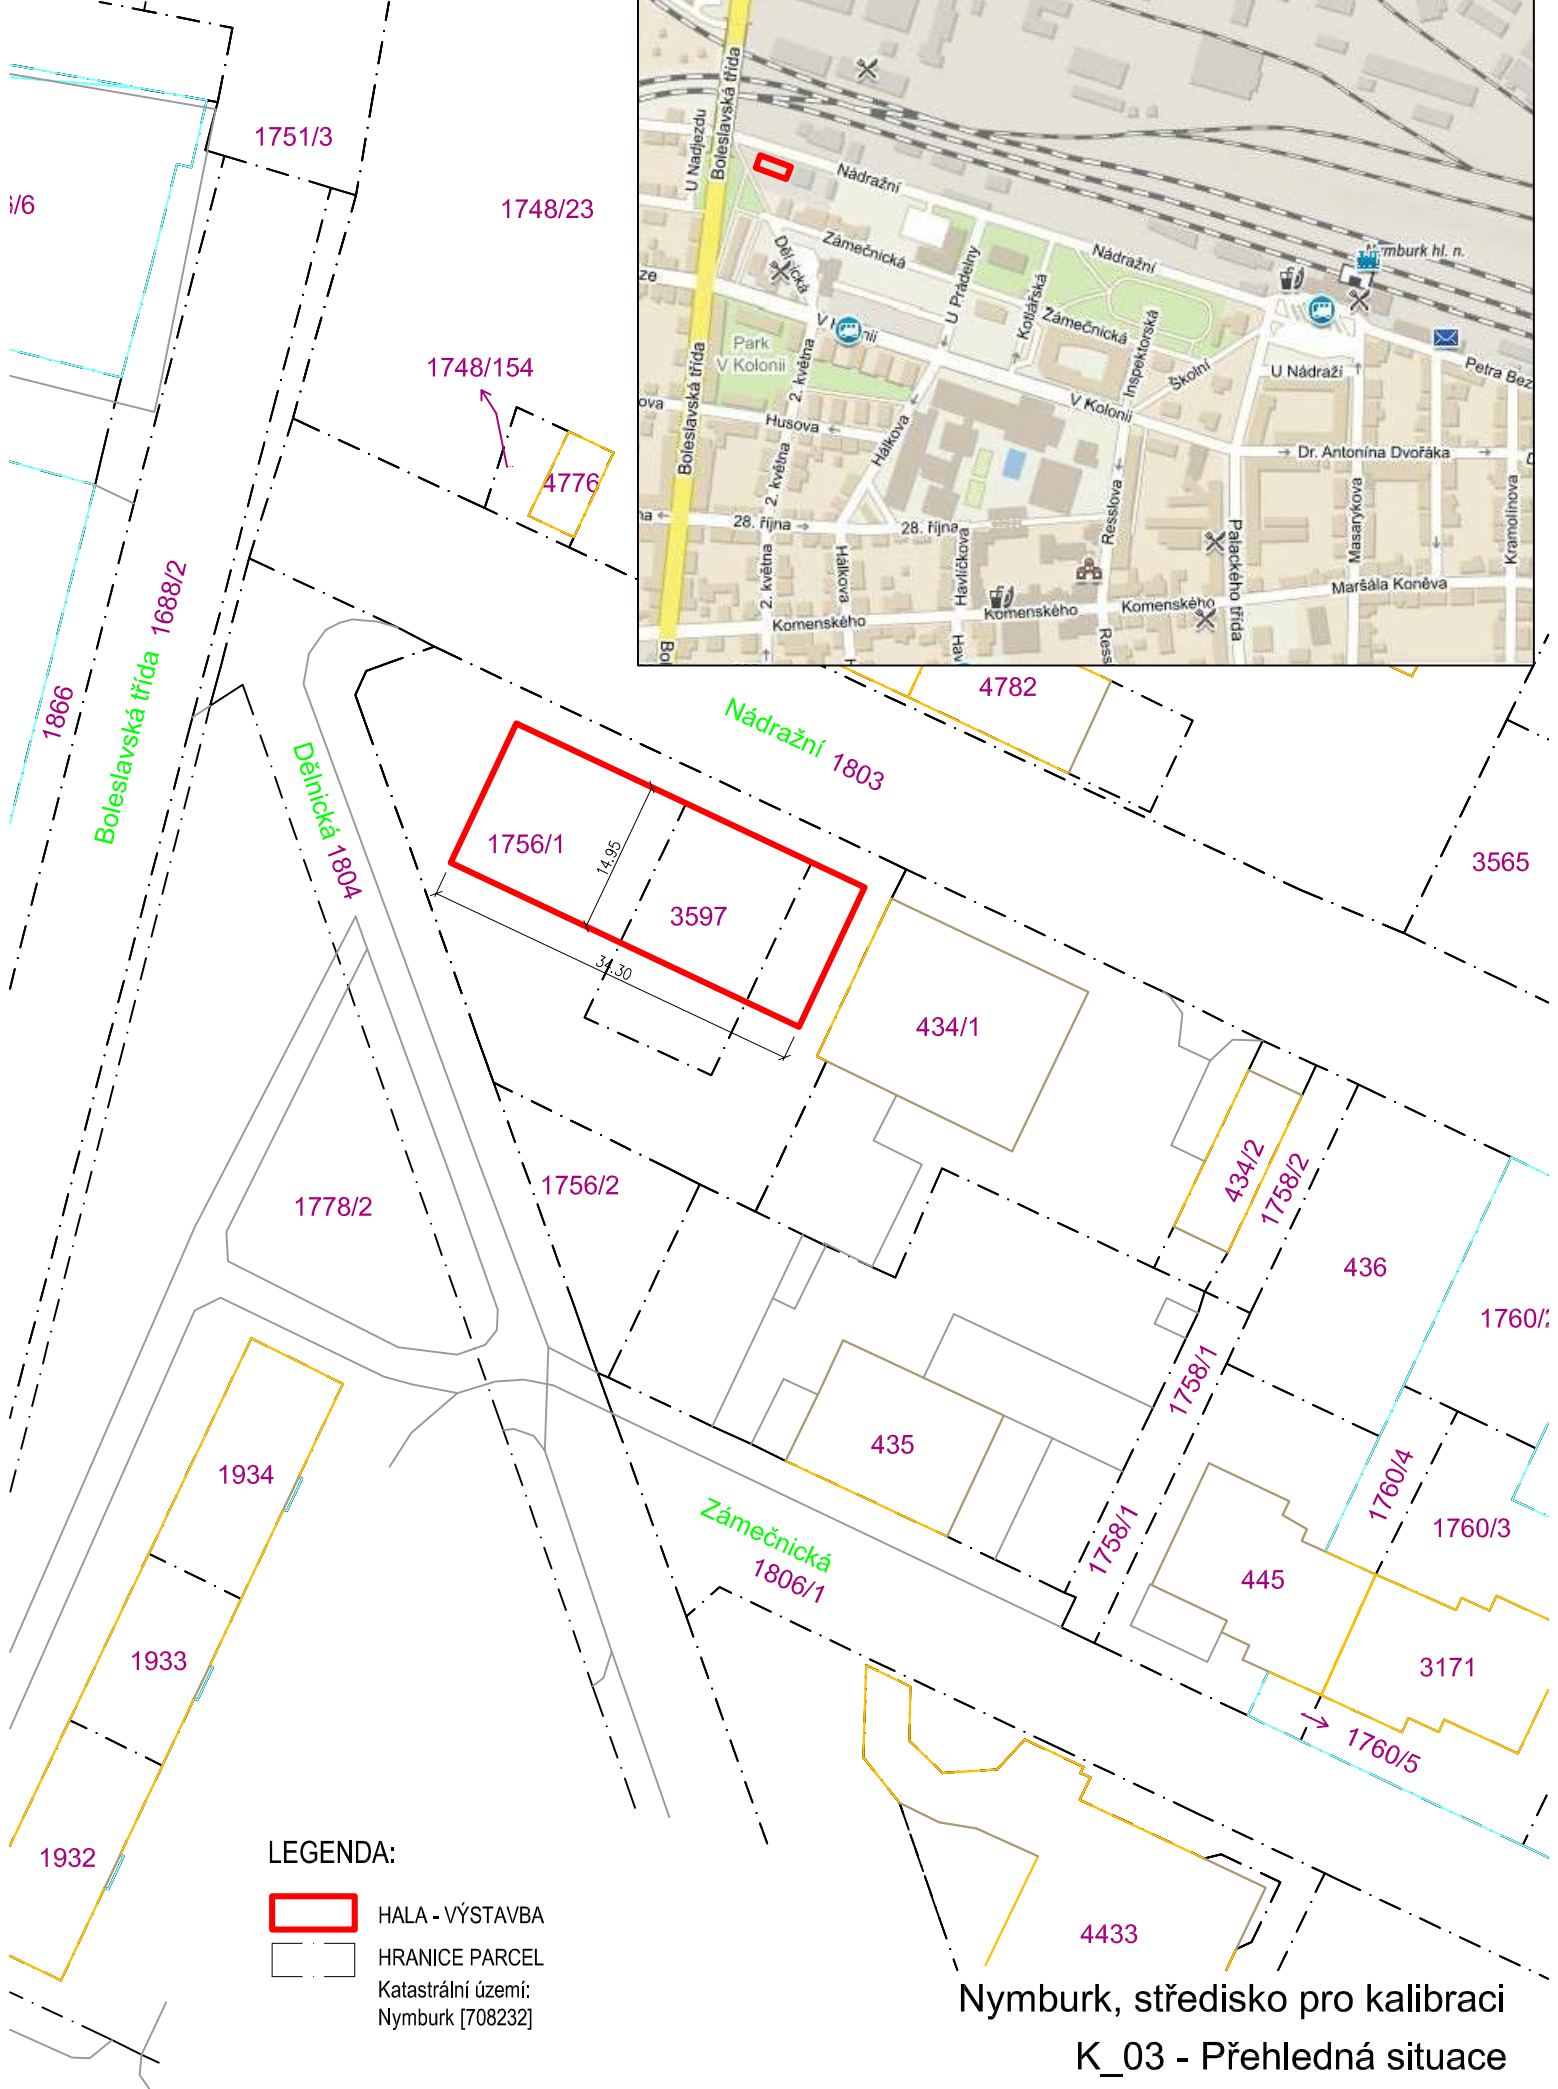 1751/3
1748/23
1748/154
4776
Boleslavská třída 1688/2
1866
Dělnická 1804
Nádražní 1803
4782
3565
1756/1
14.95
3597
34.30
434/1
434/2
1758/2
436
1756/2
1778/2
1758/1
435
1934
1760/4
1760/3
1758/1
445
Zámečnická
1806/1
1933
3171
1760/5
1932
4433
Boleslavská třída
U Nadjezdu
Nádražní
Zámečnická
U Prádelny
Kotlářská
Nádražní
Zámečnická
Inspektorská
Školní
U Nádraží
Park
V Kolonii
2. května
Boleslavská třída
Husova
Hálkova
V Kolonii
Dr. Antonína Dvořáka
2. května
28. října
28. října
Resslova
Palackého třída
Masarykova
Kramolínova
Hálkova
Havlíčkova
2. května
Komenského
Komenského
Komenského
Maršála Koněva
LEGENDA:
HALA - VÝSTAVBA
HRANICE PARCEL
Katastrální území:
Nymburk [708232]
Nymburk, středisko pro kalibraci
K_03 - Přehledná situace